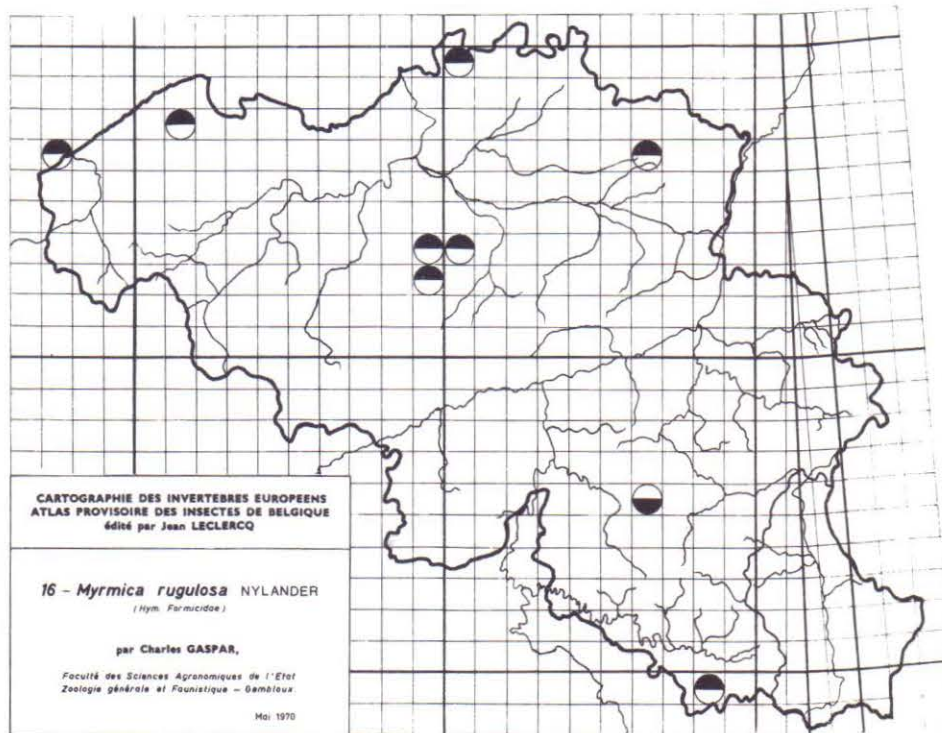 CARTOGRAPHIE DES INVERTEBRES EUROPEENS
ATLAS PROVISOIRE DES INSECTES DE BELGIQUE
édité par Jean LECLERCQ
16 – Myrmica rugulosa NYLANDER
(Hym. Formicidae)
par Charles GASPAR,
Faculté des Sciences Agronomiques de l'Etat
Zoologie générale et Faunistique – Gembloux.
Mai 1970